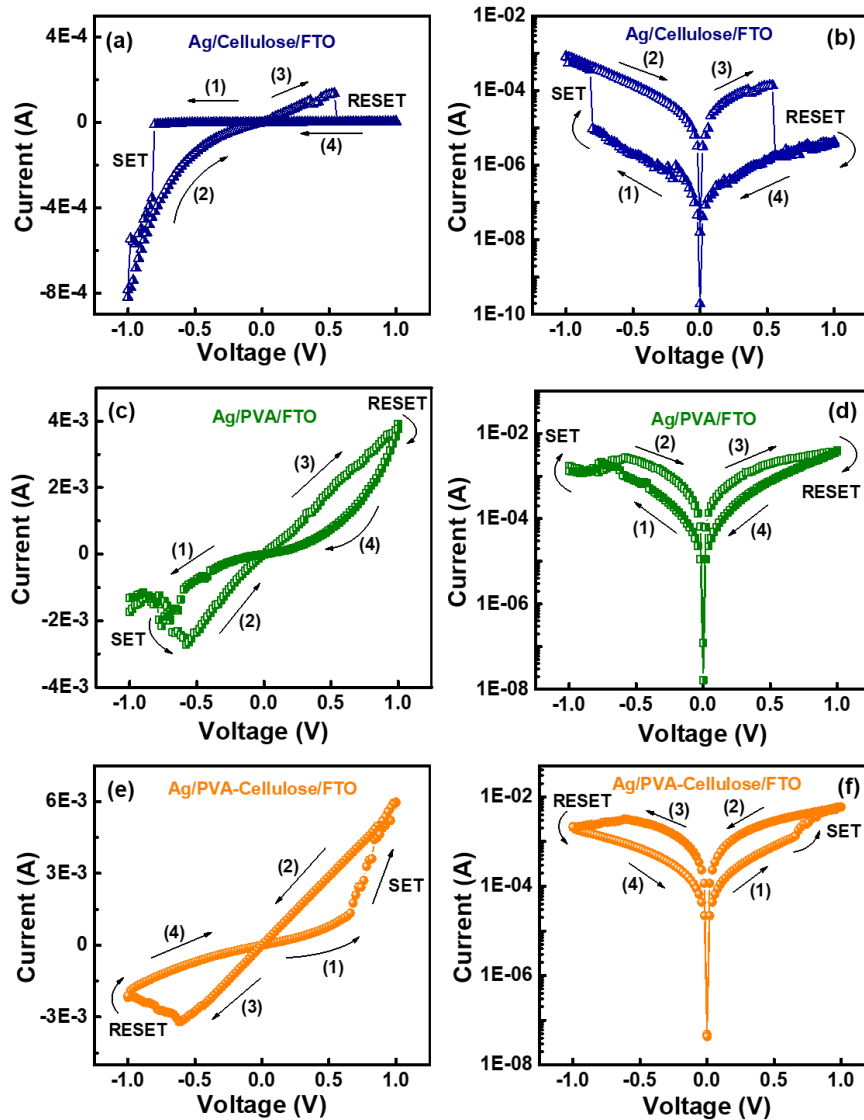 (a)
Ag/Cellulose/FTO
4E-4
0
-4E-4
-8E-4
(1)
(3)
RESET
(4)
SET
(2)
Current (A)
-1.0 -0.5 0.0 0.5 1.0
Voltage (V)
(b)
Ag/Cellulose/FTO
1E-02
1E-04
1E-06
1E-08
1E-10
(2)
(3)
SET
RESET
(1)
(4)
Current (A)
-1.0 -0.5 0.0 0.5 1.0
Voltage (V)
(c)
Ag/PVA/FTO
4E-3
2E-3
0
-2E-3
-4E-3
RESET
(3)
(1)
(4)
(2)
SET
Current (A)
-1.0 -0.5 0.0 0.5 1.0
Voltage (V)
(d)
Ag/PVA/FTO
1E-02
1E-04
1E-06
1E-08
SET
(2)
(3)
RESET
(1)
(4)
Current (A)
-1.0 -0.5 0.0 0.5 1.0
Voltage (V)
(e)
Ag/PVA-Cellulose/FTO
6E-3
3E-3
0
-3E-3
(2)
SET
(4)
(1)
(3)
RESET
Current (A)
-1.0 -0.5 0.0 0.5 1.0
Voltage (V)
(f)
Ag/PVA-Cellulose/FTO
1E-02
1E-04
1E-06
1E-08
RESET
(3)
(2)
SET
(4)
(1)
Current (A)
-1.0 -0.5 0.0 0.5 1.0
Voltage (V)